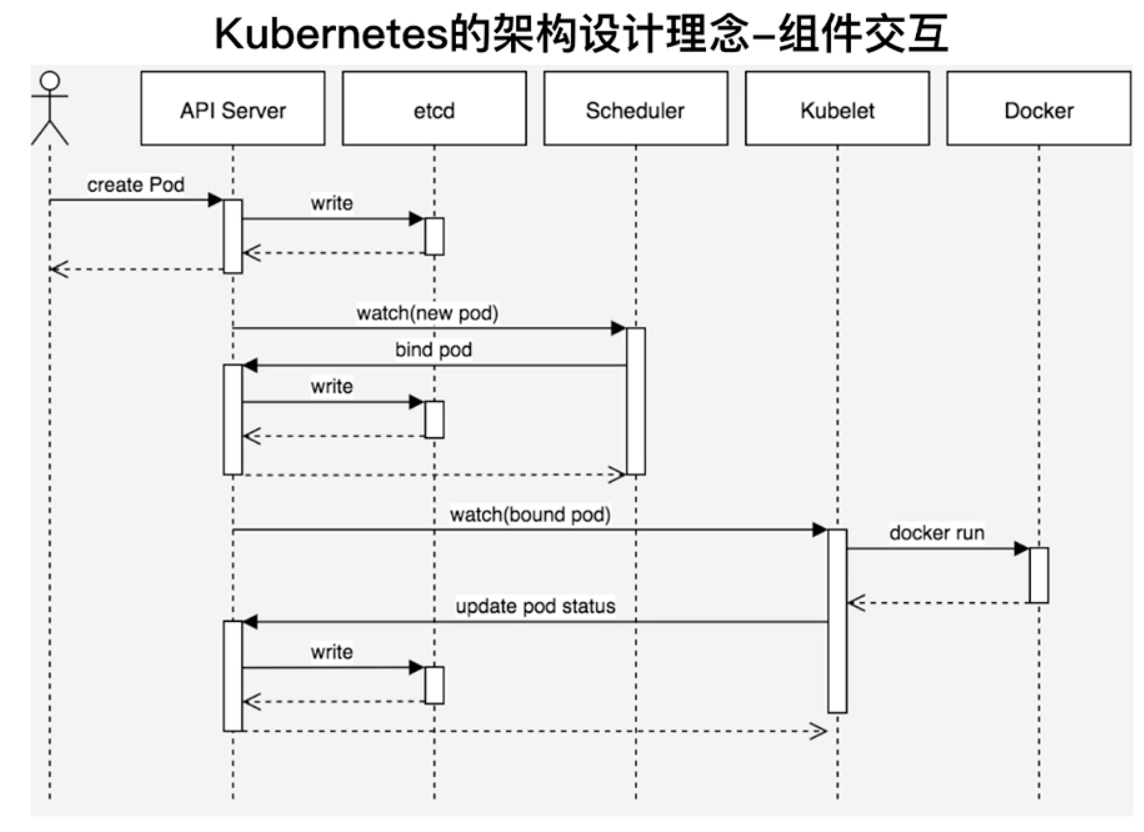 Kubernetes的架构设计理念–组件交互
API Server
etcd
Scheduler
Kubelet
Docker
create Pod
write
watch(new pod)
bind pod
write
watch(bound pod)
docker run
update pod status
write